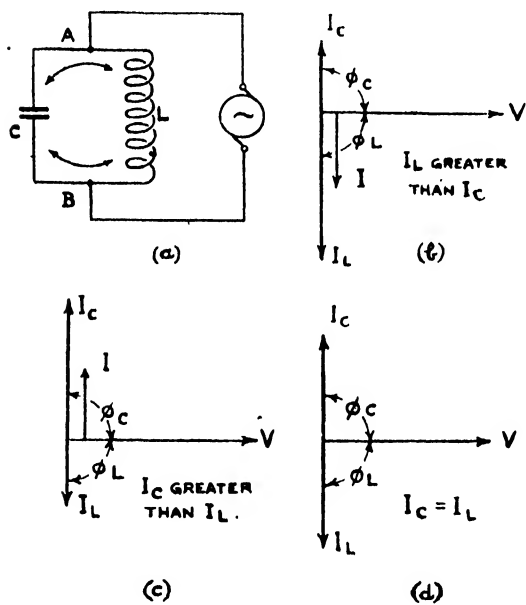 A
C
L
~
B
(a)
I_C
ϕ_C
V
ϕ_L
I
I_L GREATER
THAN I_C
I_L
(b)
I_C
I
ϕ_C
V
ϕ_L
I_L
I_C GREATER
THAN I_L.
(c)
I_C
ϕ_C
V
ϕ_L
I_C = I_L
I_L
(d)